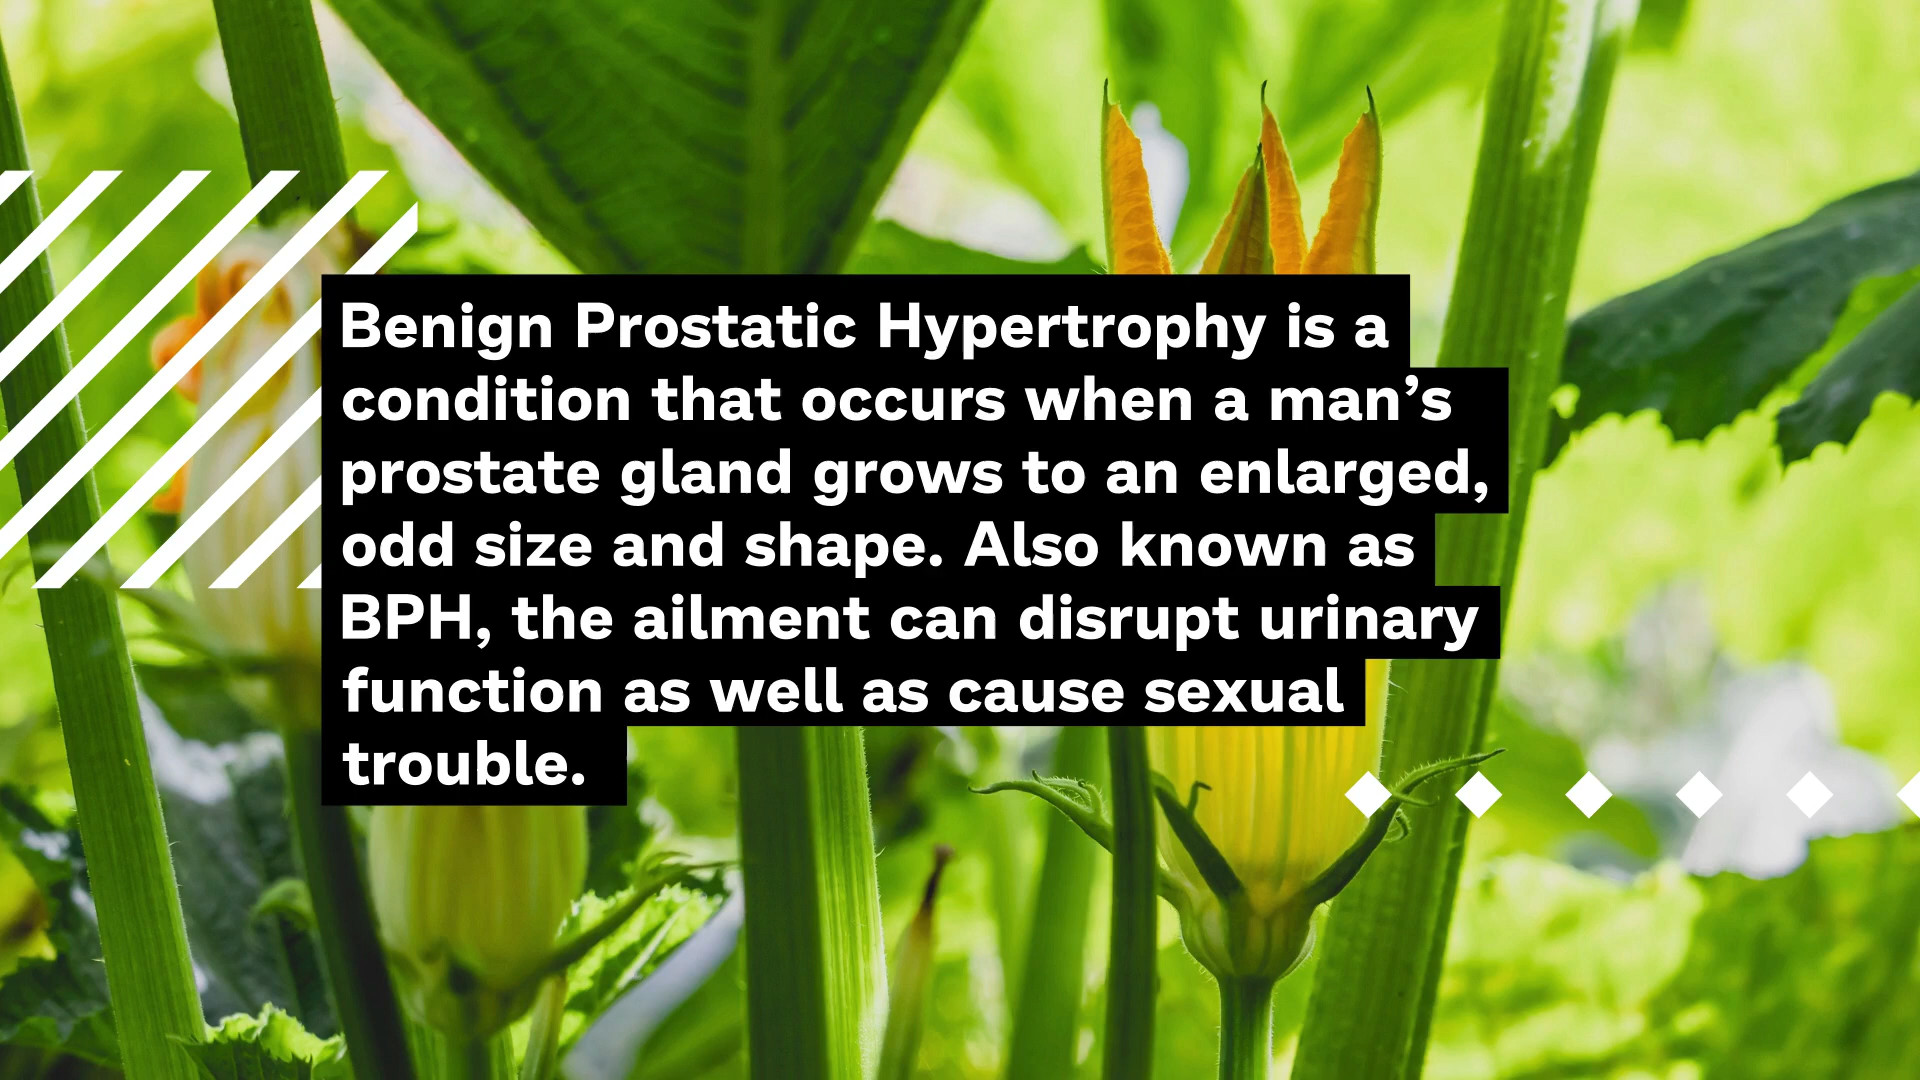 Benign Prostatic Hypertrophy is a
condition that occurs when a man’s
prostate gland grows to an enlarged,
odd size and shape. Also known as
BPH, the ailment can disrupt urinary
function as well as cause sexual
trouble.